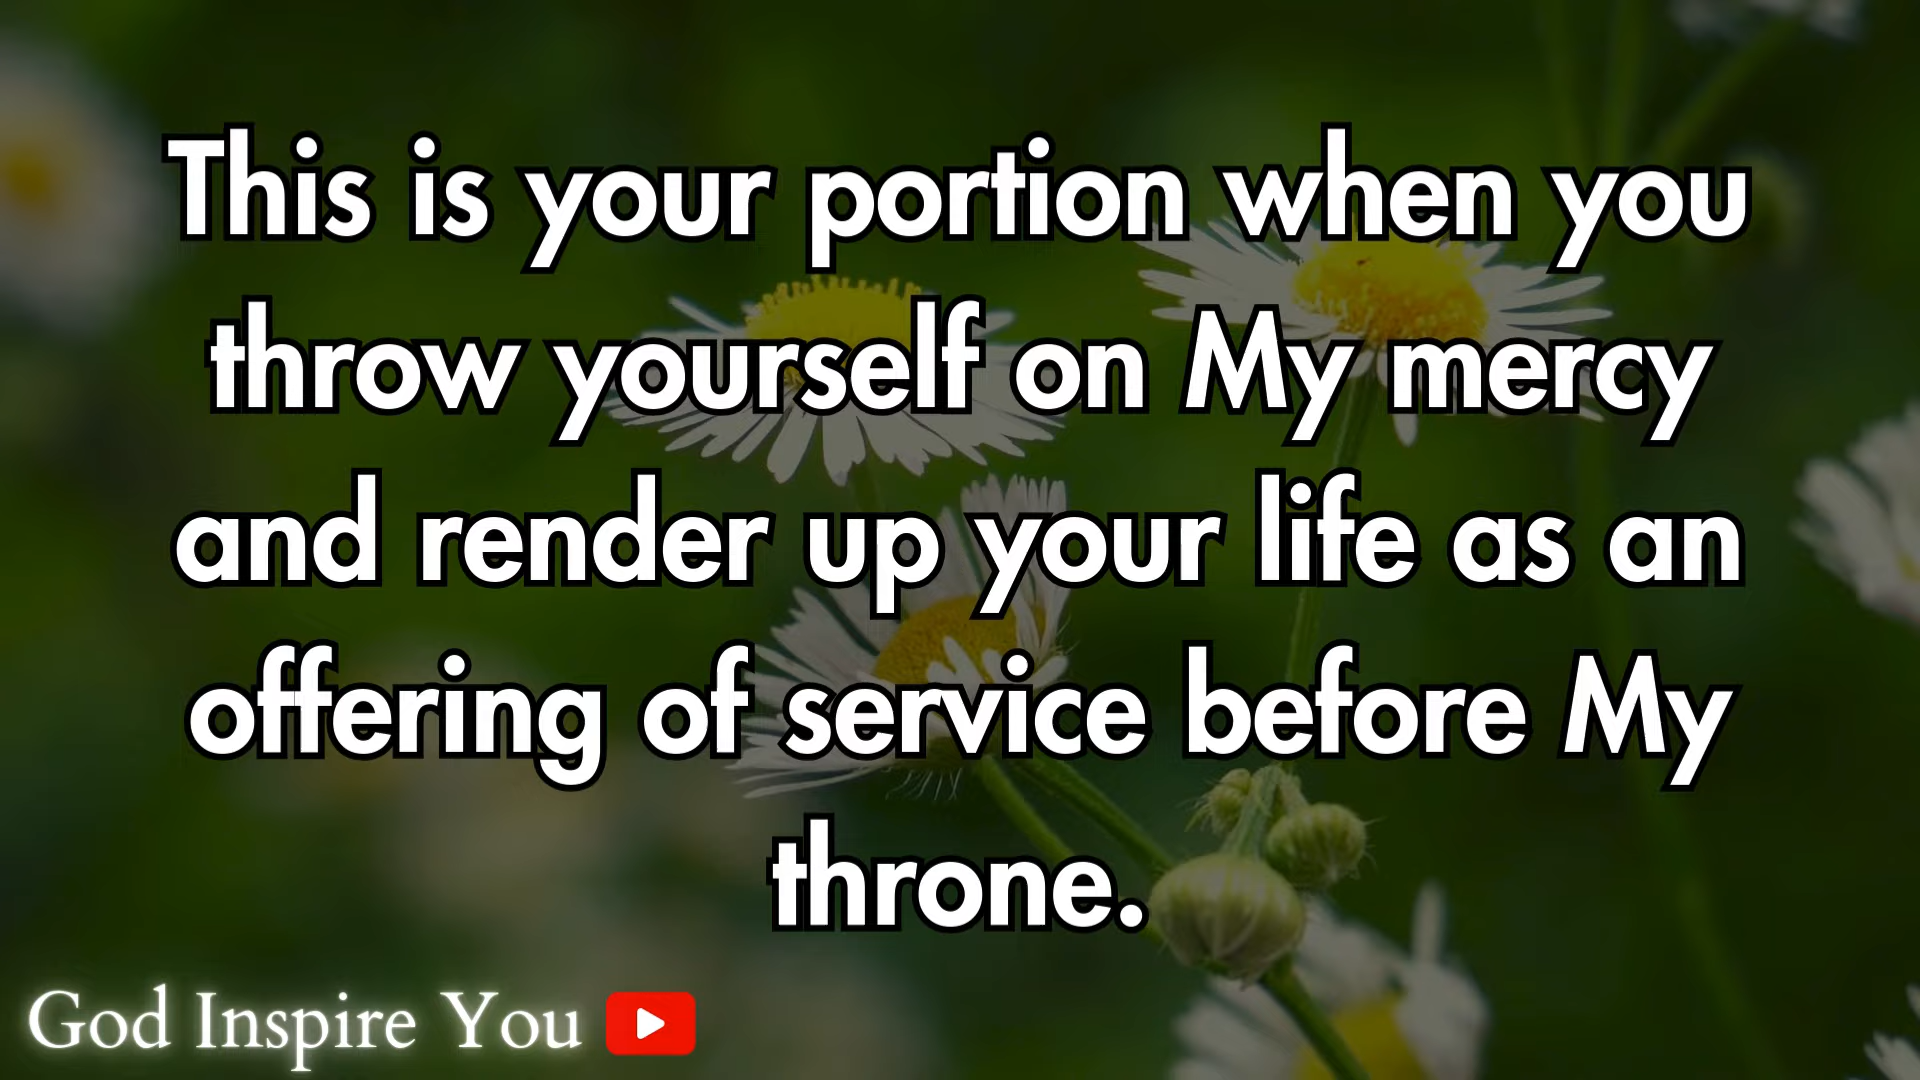 This is your portion when you
throw yourself on My mercy
and render up your life as an
offering of service before My
throne.
God Inspire You